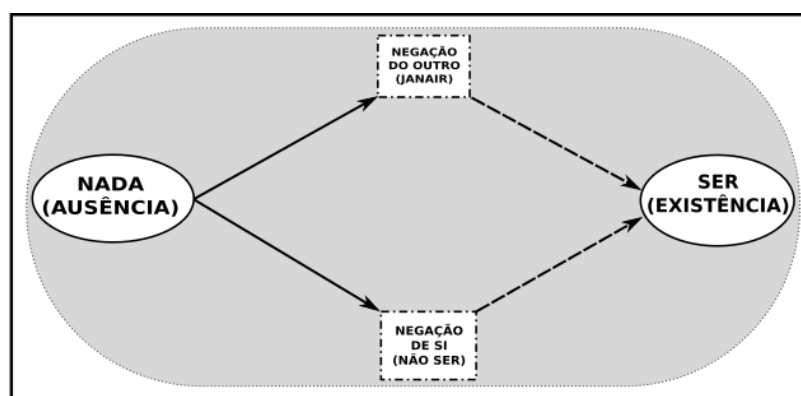 NEGAÇÃO
DO OUTRO
(JANAIR)
NADA
(AUSÊNCIA)
SER
(EXISTÊNCIA)
NEGAÇÃO
DE SI
(NÃO SER)